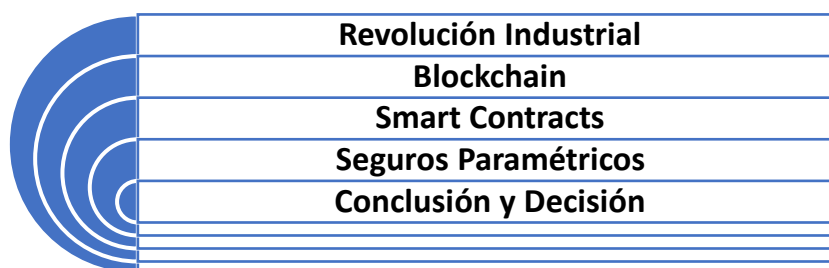 Revolución Industrial
Blockchain
Smart Contracts
Seguros Paramétricos
Conclusión y Decisión